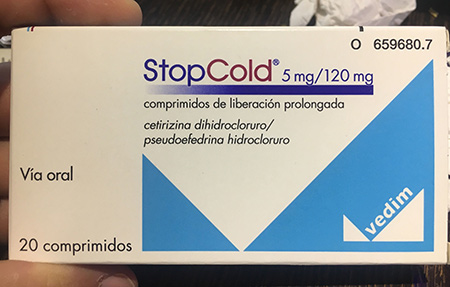 O 659680.7
StopCold® 5 mg/120 mg
comprimidos de liberación prolongada
cetirizina dihidrocloruro/
pseudoefedrina hidrocloruro
Vía oral
20 comprimidos
vedim